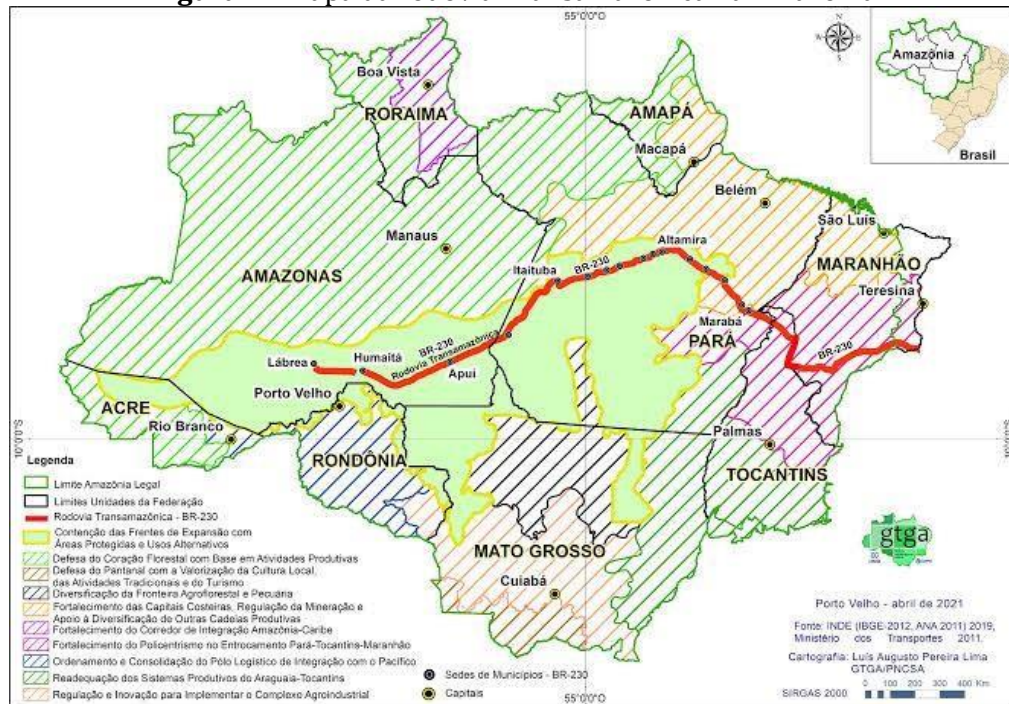 55°0'0"O
N
W
E
S
Amazônia
Brasil
Boa Vista
RORAIMA
AMAPÁ
Macapá
Belém
São Luís
Manaus
Altamira
MARANHÃO
AMAZONAS
Itaituba
BR-230
Teresina
Marabá
PARÁ
BR-230
BR-230
Rodovia Transamazônica
Lábrea
Humaitá
Apuí
Porto Velho
ACRE
Rio Branco
Palmas
10°0'0"S
10°0'0"S
RONDÔNIA
TOCANTINS
MATO GROSSO
Cuiabá
Legenda
Limite Amazônia Legal
Limites Unidades da Federação
Rodovia Transamazônica - BR-230
Contenção das Frentes de Expansão com
Áreas Protegidas e Usos Alternativos
Defesa do Coração Florestal com Base em Atividades Produtivas
Defesa do Pantanal com a Valorização da Cultura Local,
das Atividades Tradicionais e do Turismo
Diversificação da Fronteira Agroflorestal e Pecuária
Fortalecimento das Capitais Costeiras, Regulação da Mineração e
Apoio à Diversificação de Outras Cadeias Produtivas
Fortalecimento do Corredor de Integração Amazônia-Caribe
Fortalecimento do Policentrismo no Entrocamento Pará-Tocantins-Maranhão
Ordenamento e Consolidação do Pólo Logístico de Integração com o Pacífico
Readequação dos Sistemas Produtivos do Araguaia-Tocantins
Regulação e Inovação para Implementar o Complexo Agroindustrial
Sedes de Municípios - BR-230
Capitais
55°0'0"O
gtga
Porto Velho - abril de 2021
Fonte: INDE (IBGE-2012, ANA 2011) 2019,
Ministério dos Transportes 2011.
Cartografia: Luís Augusto Pereira Lima
GTGA/PNCSA
SIRGAS 2000
0 100 200 300 400 Km